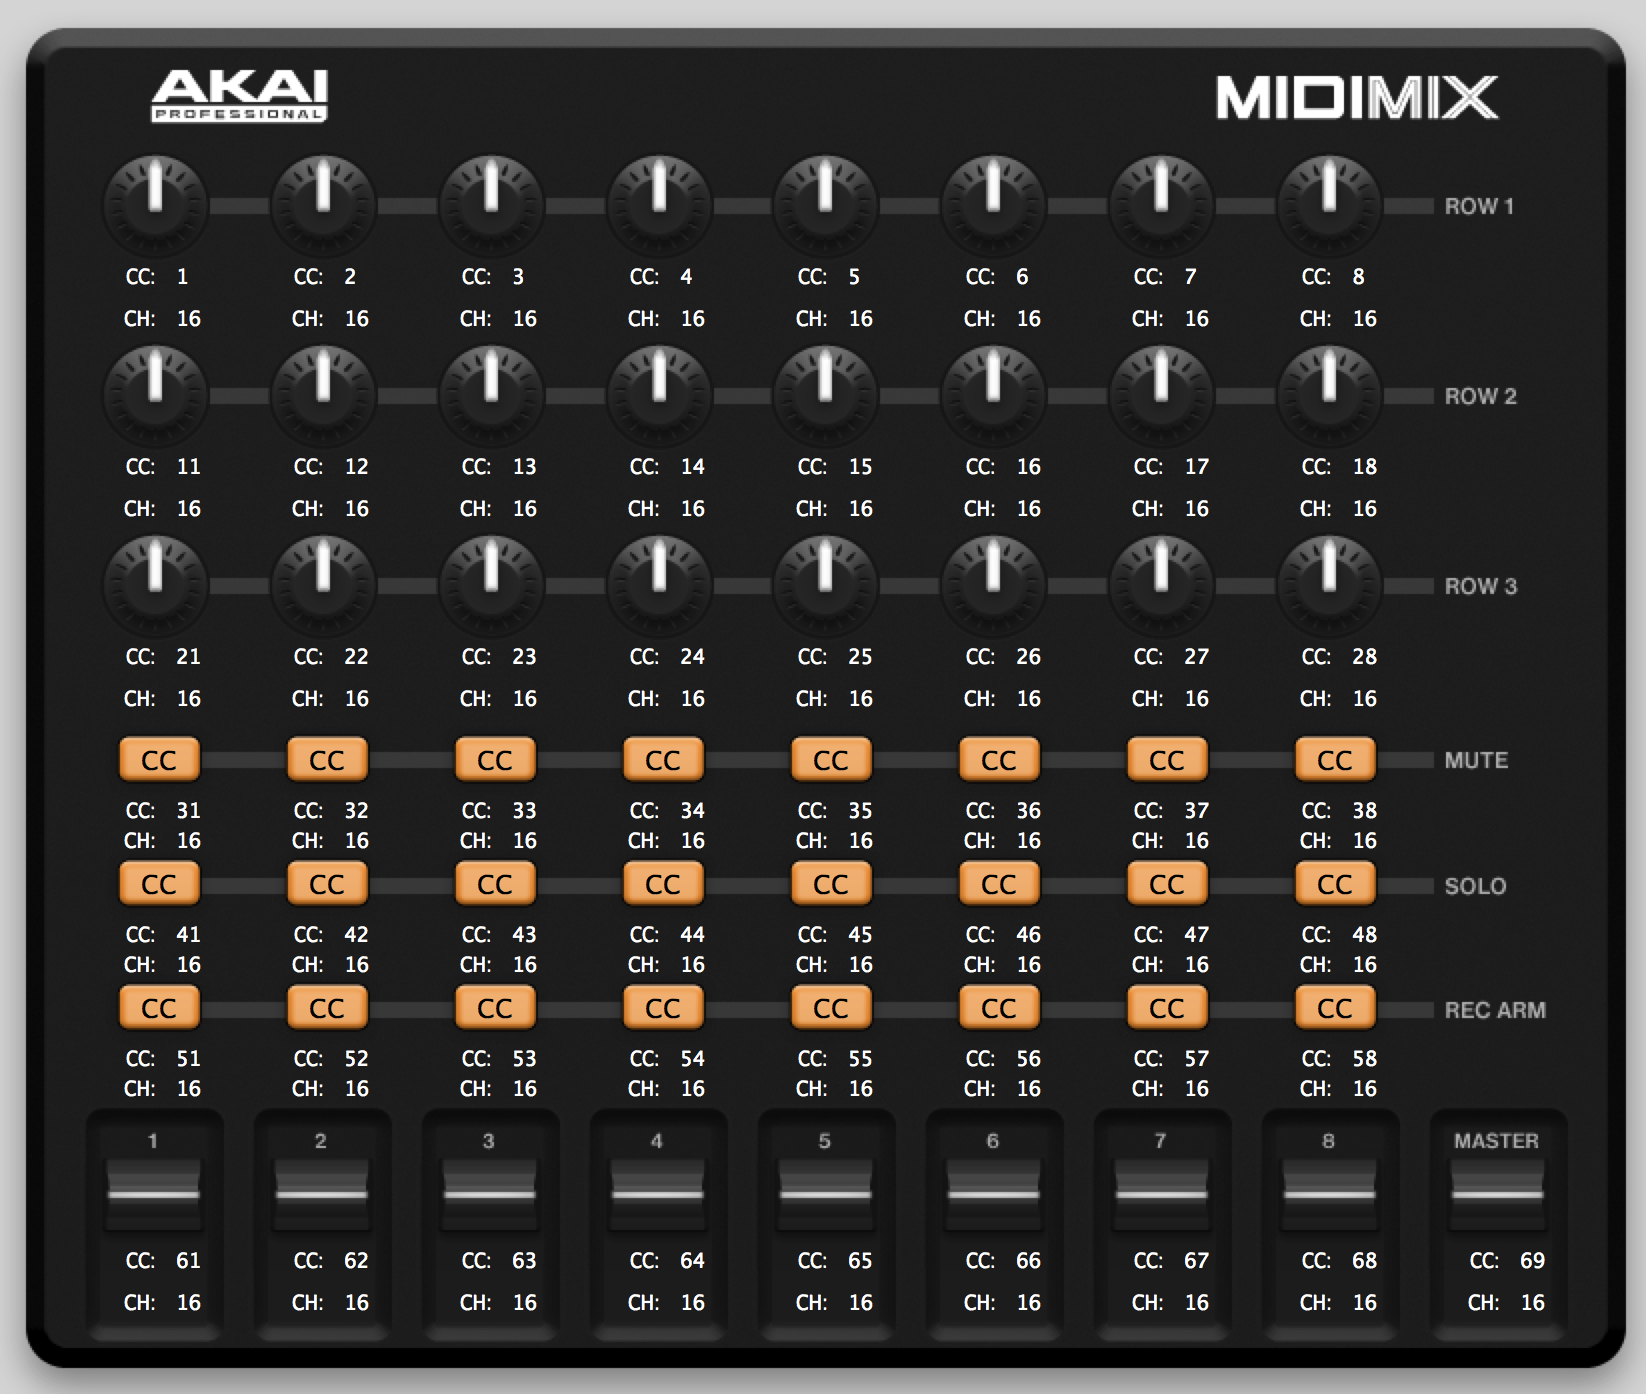 AKAI
PROFESSIONAL
MIDIMIX
ROW 1
CC: 1 CC: 2 CC: 3 CC: 4 CC: 5 CC: 6 CC: 7 CC: 8
CH: 16 CH: 16 CH: 16 CH: 16 CH: 16 CH: 16 CH: 16 CH: 16
ROW 2
CC: 11 CC: 12 CC: 13 CC: 14 CC: 15 CC: 16 CC: 17 CC: 18
CH: 16 CH: 16 CH: 16 CH: 16 CH: 16 CH: 16 CH: 16 CH: 16
ROW 3
CC: 21 CC: 22 CC: 23 CC: 24 CC: 25 CC: 26 CC: 27 CC: 28
CH: 16 CH: 16 CH: 16 CH: 16 CH: 16 CH: 16 CH: 16 CH: 16
CC CC CC CC CC CC CC CC MUTE
CC: 31 CC: 32 CC: 33 CC: 34 CC: 35 CC: 36 CC: 37 CC: 38
CH: 16 CH: 16 CH: 16 CH: 16 CH: 16 CH: 16 CH: 16 CH: 16
CC CC CC CC CC CC CC CC SOLO
CC: 41 CC: 42 CC: 43 CC: 44 CC: 45 CC: 46 CC: 47 CC: 48
CH: 16 CH: 16 CH: 16 CH: 16 CH: 16 CH: 16 CH: 16 CH: 16
CC CC CC CC CC CC CC CC REC ARM
CC: 51 CC: 52 CC: 53 CC: 54 CC: 55 CC: 56 CC: 57 CC: 58
CH: 16 CH: 16 CH: 16 CH: 16 CH: 16 CH: 16 CH: 16 CH: 16
1 2 3 4 5 6 7 8 MASTER
CC: 61 CC: 62 CC: 63 CC: 64 CC: 65 CC: 66 CC: 67 CC: 68 CC: 69
CH: 16 CH: 16 CH: 16 CH: 16 CH: 16 CH: 16 CH: 16 CH: 16 CH: 16